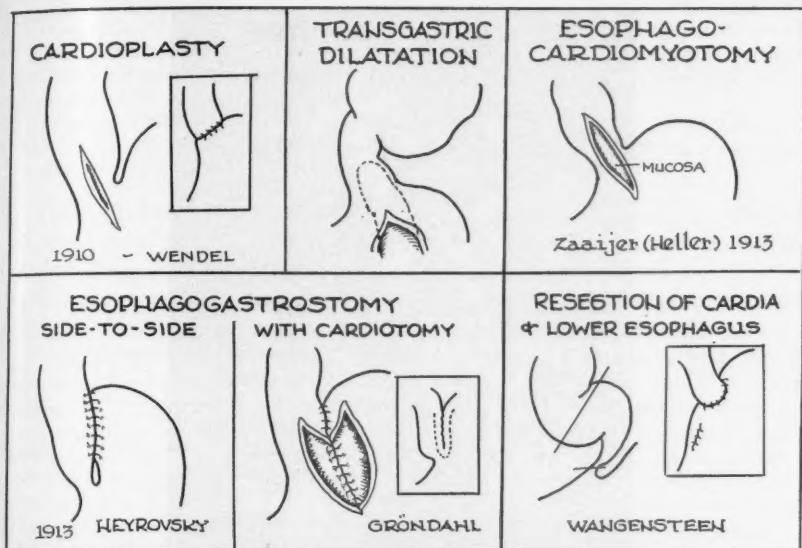 CARDIOPLASTY
1910 - WENDEL
TRANSGASTRIC
DILATATION
ESOPHAGO-
CARDIOMYOTOMY
MUCOSA
Zaaijer (Heller) 1913
ESOPHAGOGASTROSTOMY
SIDE-TO-SIDE
1913 HEYROVSKY
WITH CARDIOTOMY
GRÖNDAHL
RESECTION OF CARDIA
& LOWER ESOPHAGUS
WANGENSTEEN